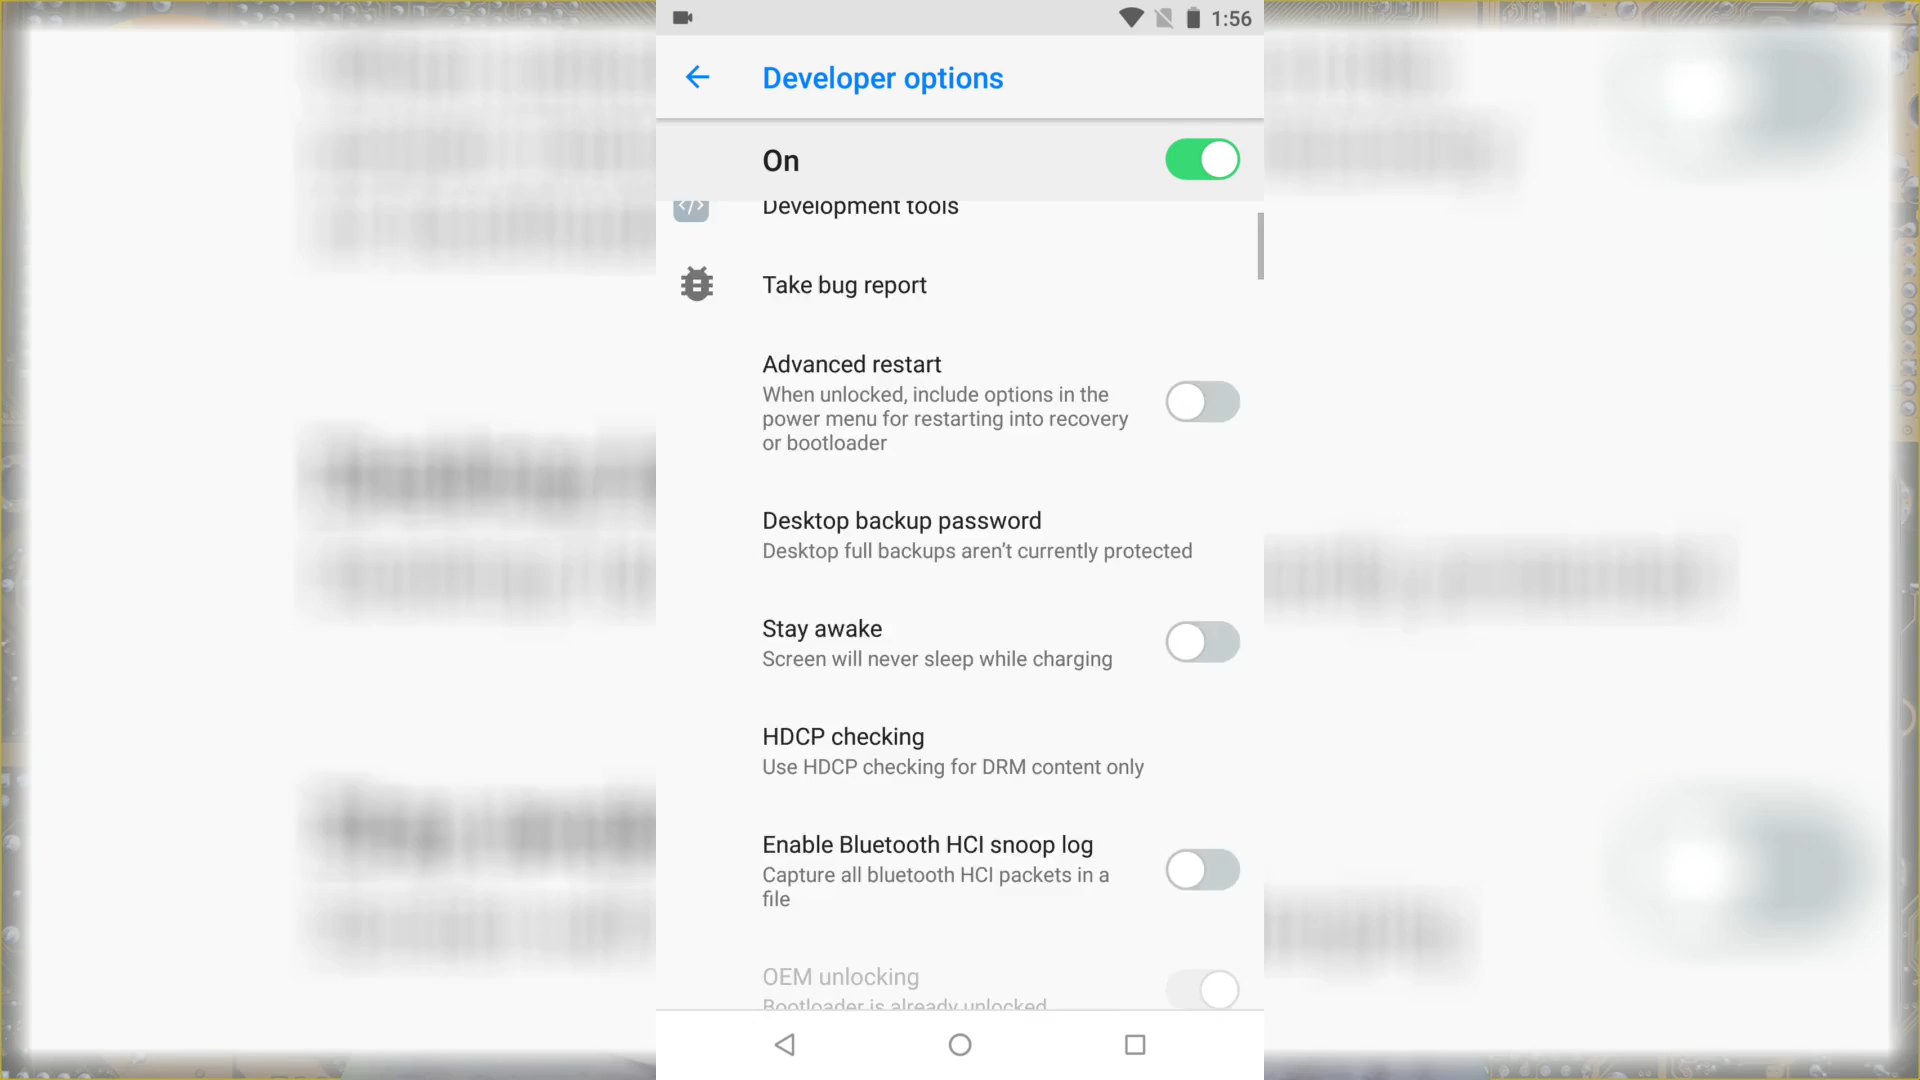 1:56
Developer options
On
Development tools
Take bug report
Advanced restart
When unlocked, include options in the
power menu for restarting into recovery
or bootloader
Desktop backup password
Desktop full backups aren’t currently protected
Stay awake
Screen will never sleep while charging
HDCP checking
Use HDCP checking for DRM content only
Enable Bluetooth HCI snoop log
Capture all bluetooth HCI packets in a
file
OEM unlocking
Bootloader is already unlocked